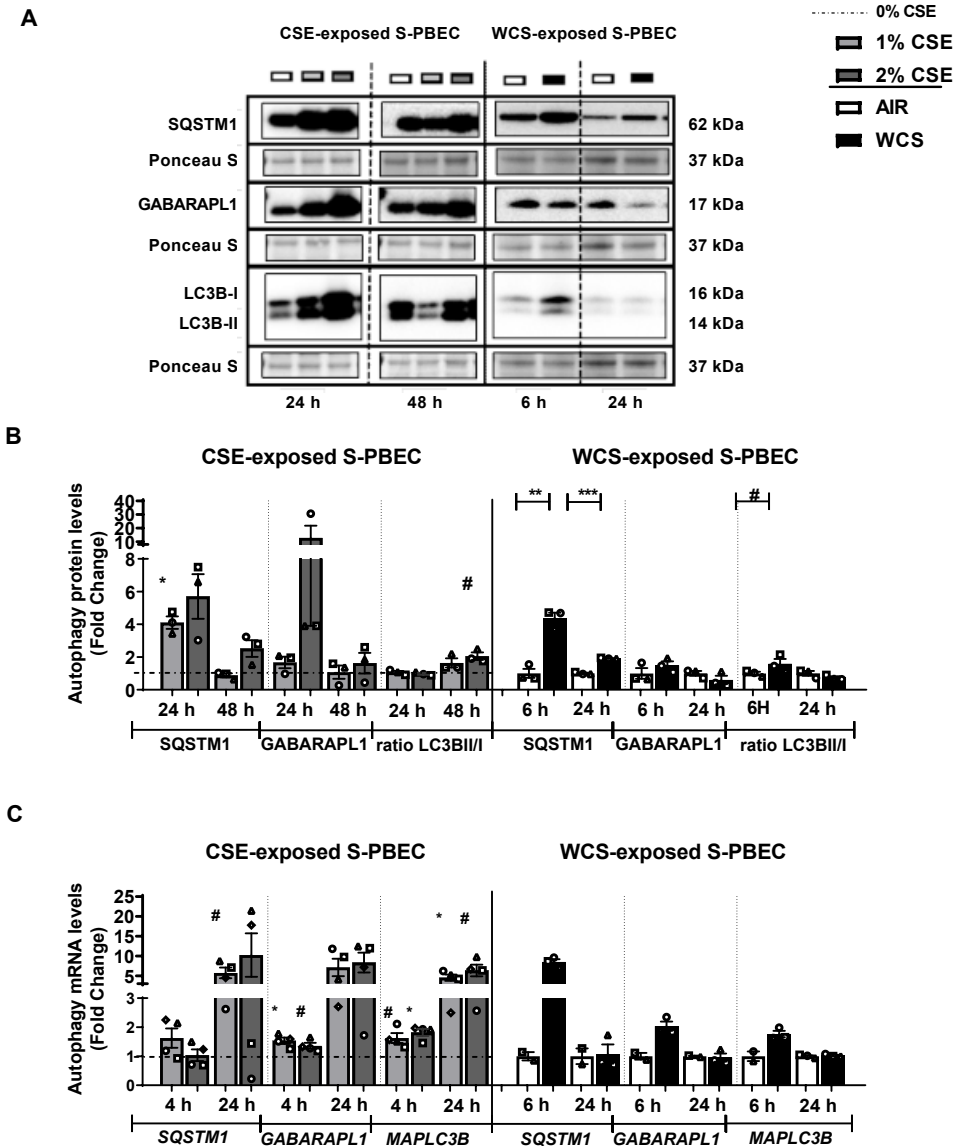 A
CSE-exposed S-PBEC WCS-exposed S-PBEC
0% CSE
1% CSE
2% CSE
AIR
WCS
SQSTM1 62 kDa
Ponceau S 37 kDa
GABARAPL1 17 kDa
Ponceau S 37 kDa
LC3B-I 16 kDa
LC3B-II 14 kDa
Ponceau S 37 kDa
24 h 48 h 6 h 24 h
B
CSE-exposed S-PBEC WCS-exposed S-PBEC
Autophagy protein levels
(Fold Change)
40
30
20
10
8
6
4
2
0
* # ** *** #
24 h 48 h 24 h 48 h 24 h 48 h 6 h 24 h 6 h 24 h 6H 24 h
SQSTM1 GABARAPL1 ratio LC3BII/I SQSTM1 GABARAPL1 ratio LC3BII/I
C
CSE-exposed S-PBEC WCS-exposed S-PBEC
Autophagy mRNA levels
(Fold Change)
25
20
15
10
5
3
2
1
0
# * # # * * #
4 h 24 h 4 h 24 h 4 h 24 h 6 h 24 h 6 h 24 h 6 h 24 h
SQSTM1 GABARAPL1 MAPLC3B SQSTM1 GABARAPL1 MAPLC3B